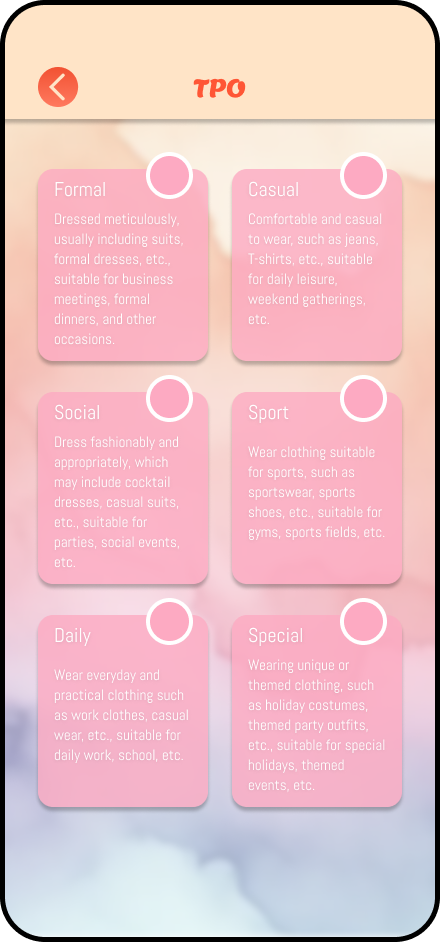 TPO
Formal
Dressed meticulously,
usually including suits,
formal dresses, etc.,
suitable for business
meetings, formal
dinners, and other
occasions.
Casual
Comfortable and casual
to wear, such as jeans,
T-shirts, etc., suitable
for daily leisure,
weekend gatherings,
etc.
Social
Dress fashionably and
appropriately, which
may include cocktail
dresses, casual suits,
etc., suitable for
parties, social events,
etc.
Sport
Wear clothing suitable
for sports, such as
sportswear, sports
shoes, etc., suitable for
gyms, sports fields, etc.
Daily
Wear everyday and
practical clothing such
as work clothes, casual
wear, etc., suitable for
daily work, school, etc.
Special
Wearing unique or
themed clothing, such
as holiday costumes,
themed party outfits,
etc., suitable for special
holidays, themed
events, etc.